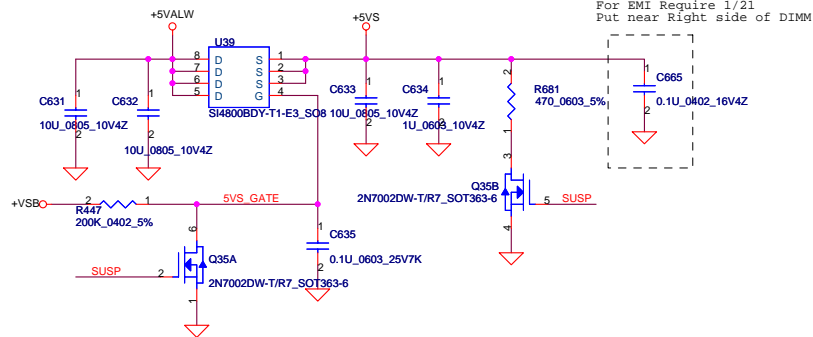 For EMI Require 1/21
Put near Right side of DIMM
+5VALW
+5VS
U39
8 D S 1
7 D S 2
6 D S 3
5 D G 4
SI4800BDY-T1-E3_SO8
1
C631
2
10U_0805_10V4Z
1
C632
2
10U_0805_10V4Z
1
C633
2
10U_0805_10V4Z
1
C634
2
1U_0603_10V4Z
2
R681
470_0603_5%
1
1
C665
0.1U_0402_16V4Z
2
3
Q35B
2N7002DW-T/R7_SOT363-6
5
SUSP
4
+VSB
2
1
R447
200K_0402_5%
5VS_GATE
1
C635
0.1U_0603_25V7K
2
6
Q35A
2N7002DW-T/R7_SOT363-6
SUSP
2
1